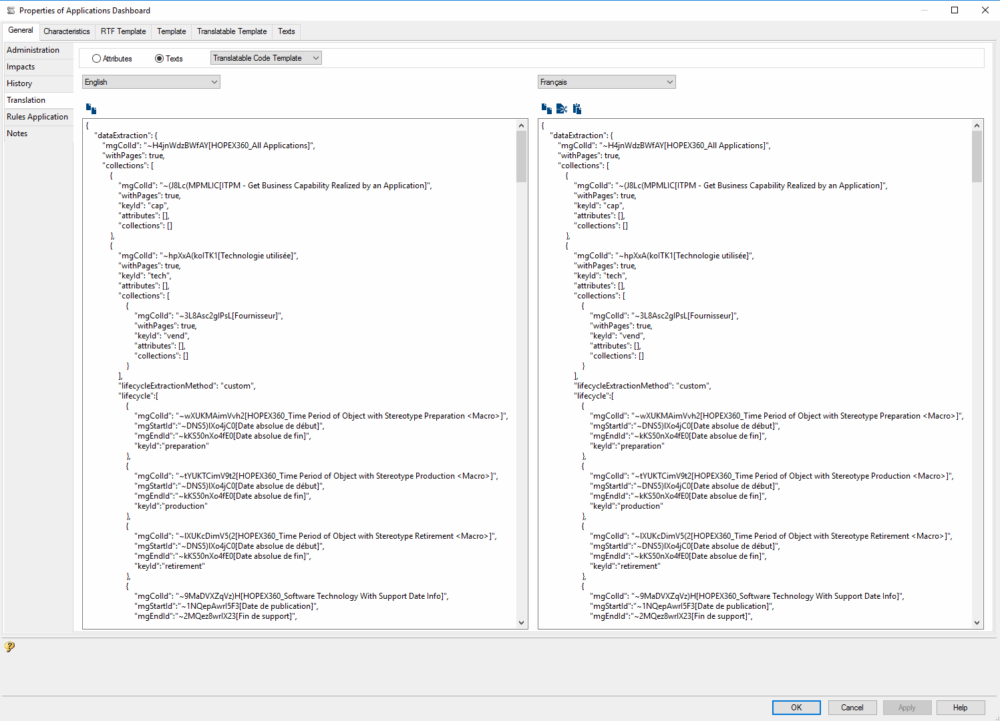 Properties of Applications Dashboard
General Characteristics RTF Template Template Translatable Template Texts
Administration
Impacts
History
Translation
Rules Application
Notes
Attributes Texts Translatable Code Template
English
{
"dataExtraction": {
"mgColId": "~H4jnWdzBWfAY[HOPEX360_All Applications]",
"withPages": true,
"collections": [
{
"mgColId": "~(J8Lc(MPMLIC[ITPM - Get Business Capability Realized by an Application]",
"withPages": true,
"keyId": "cap",
"attributes": [],
"collections": []
},
{
"mgColId": "~hpXxA(kolTK1[Technologie utilisée]",
"withPages": true,
"keyId": "tech",
"attributes": [],
"collections": [
{
"mgColId": "~3L8Asc2glPsL[Fournisseur]",
"withPages": true,
"keyId": "vend",
"attributes": [],
"collections": []
}
],
"lifecycleExtractionMethod": "custom",
"lifecycle":[
{
"mgColId": "~wXUKMAimVvh2[HOPEX360_Time Period of Object with Stereotype Preparation <Macro>]",
"mgStartId":"~DNS5)IXo4jC0[Date absolue de début]",
"mgEndId":"~kKS50nXo4fE0[Date absolue de fin]",
"keyId":"preparation"
},
{
"mgColId": "~tYUKTCimV9t2[HOPEX360_Time Period of Object with Stereotype Production <Macro>]",
"mgStartId":"~DNS5)IXo4jC0[Date absolue de début]",
"mgEndId":"~kKS50nXo4fE0[Date absolue de fin]",
"keyId":"production"
},
{
"mgColId": "~IXUKcDimV5(2[HOPEX360_Time Period of Object with Stereotype Retirement <Macro>]",
"mgStartId":"~DNS5)IXo4jC0[Date absolue de début]",
"mgEndId":"~kKS50nXo4fE0[Date absolue de fin]",
"keyId":"retirement"
},
{
"mgColId": "~9MaDVXZqVz)H[HOPEX360_Software Technology With Support Date Info]",
"mgStartId":"~1NQepAwrI5F3[Date de publication]",
"mgEndId":"~2MQez8wrIX23[Fin de support]",
Français
{
"dataExtraction": {
"mgColId": "~H4jnWdzBWfAY[HOPEX360_All Applications]",
"withPages": true,
"collections": [
{
"mgColId": "~(J8Lc(MPMLIC[ITPM - Get Business Capability Realized by an Application]",
"withPages": true,
"keyId": "cap",
"attributes": [],
"collections": []
},
{
"mgColId": "~hpXxA(kolTK1[Technologie utilisée]",
"withPages": true,
"keyId": "tech",
"attributes": [],
"collections": [
{
"mgColId": "~3L8Asc2glPsL[Fournisseur]",
"withPages": true,
"keyId": "vend",
"attributes": [],
"collections": []
}
],
"lifecycleExtractionMethod": "custom",
"lifecycle":[
{
"mgColId": "~wXUKMAimVvh2[HOPEX360_Time Period of Object with Stereotype Preparation <Macro>]",
"mgStartId":"~DNS5)IXo4jC0[Date absolue de début]",
"mgEndId":"~kKS50nXo4fE0[Date absolue de fin]",
"keyId":"preparation"
},
{
"mgColId": "~tYUKTCimV9t2[HOPEX360_Time Period of Object with Stereotype Production <Macro>]",
"mgStartId":"~DNS5)IXo4jC0[Date absolue de début]",
"mgEndId":"~kKS50nXo4fE0[Date absolue de fin]",
"keyId":"production"
},
{
"mgColId": "~IXUKcDimV5(2[HOPEX360_Time Period of Object with Stereotype Retirement <Macro>]",
"mgStartId":"~DNS5)IXo4jC0[Date absolue de début]",
"mgEndId":"~kKS50nXo4fE0[Date absolue de fin]",
"keyId":"retirement"
},
{
"mgColId": "~9MaDVXZqVz)H[HOPEX360_Software Technology With Support Date Info]",
"mgStartId":"~1NQepAwrI5F3[Date de publication]",
"mgEndId":"~2MQez8wrIX23[Fin de support]",
OK Cancel Apply Help